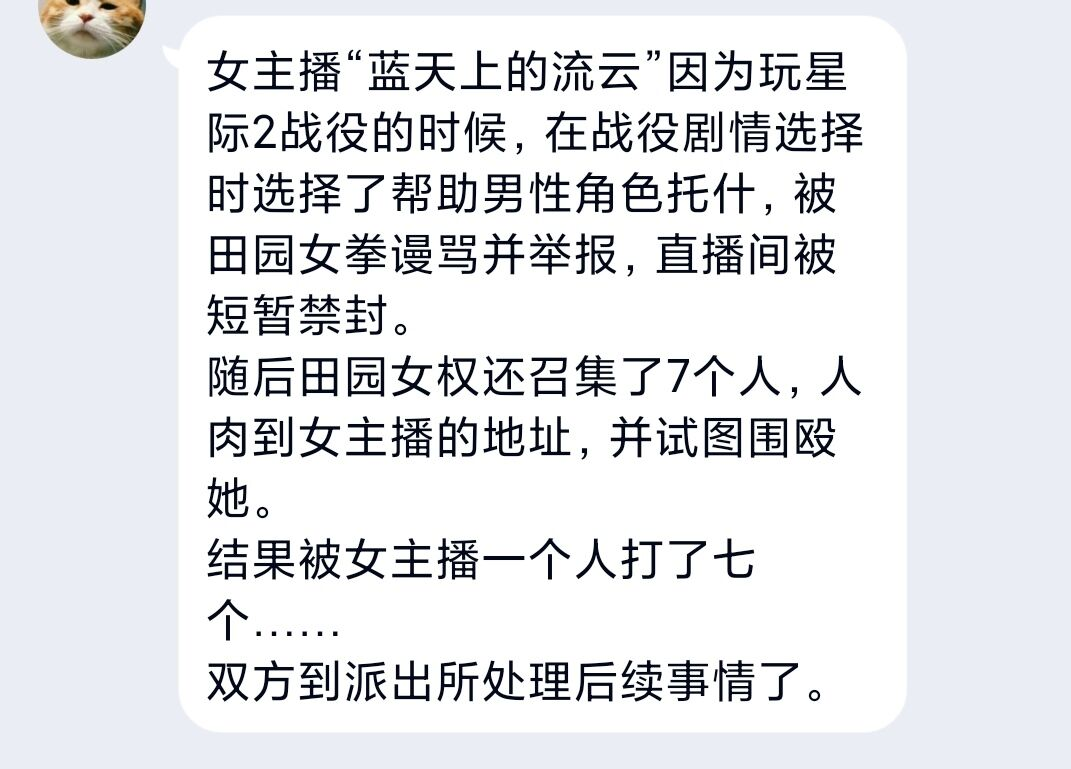 女主播“蓝天上的流云”因为玩星
际2战役的时候，在战役剧情选择
时选择了帮助男性角色托什，被
田园女拳谩骂并举报，直播间被
短暂禁封。
随后田园女权还召集了7个人，人
肉到女主播的地址，并试图围殴
她。
结果被女主播一个人打了七
个……
双方到派出所处理后续事情了。